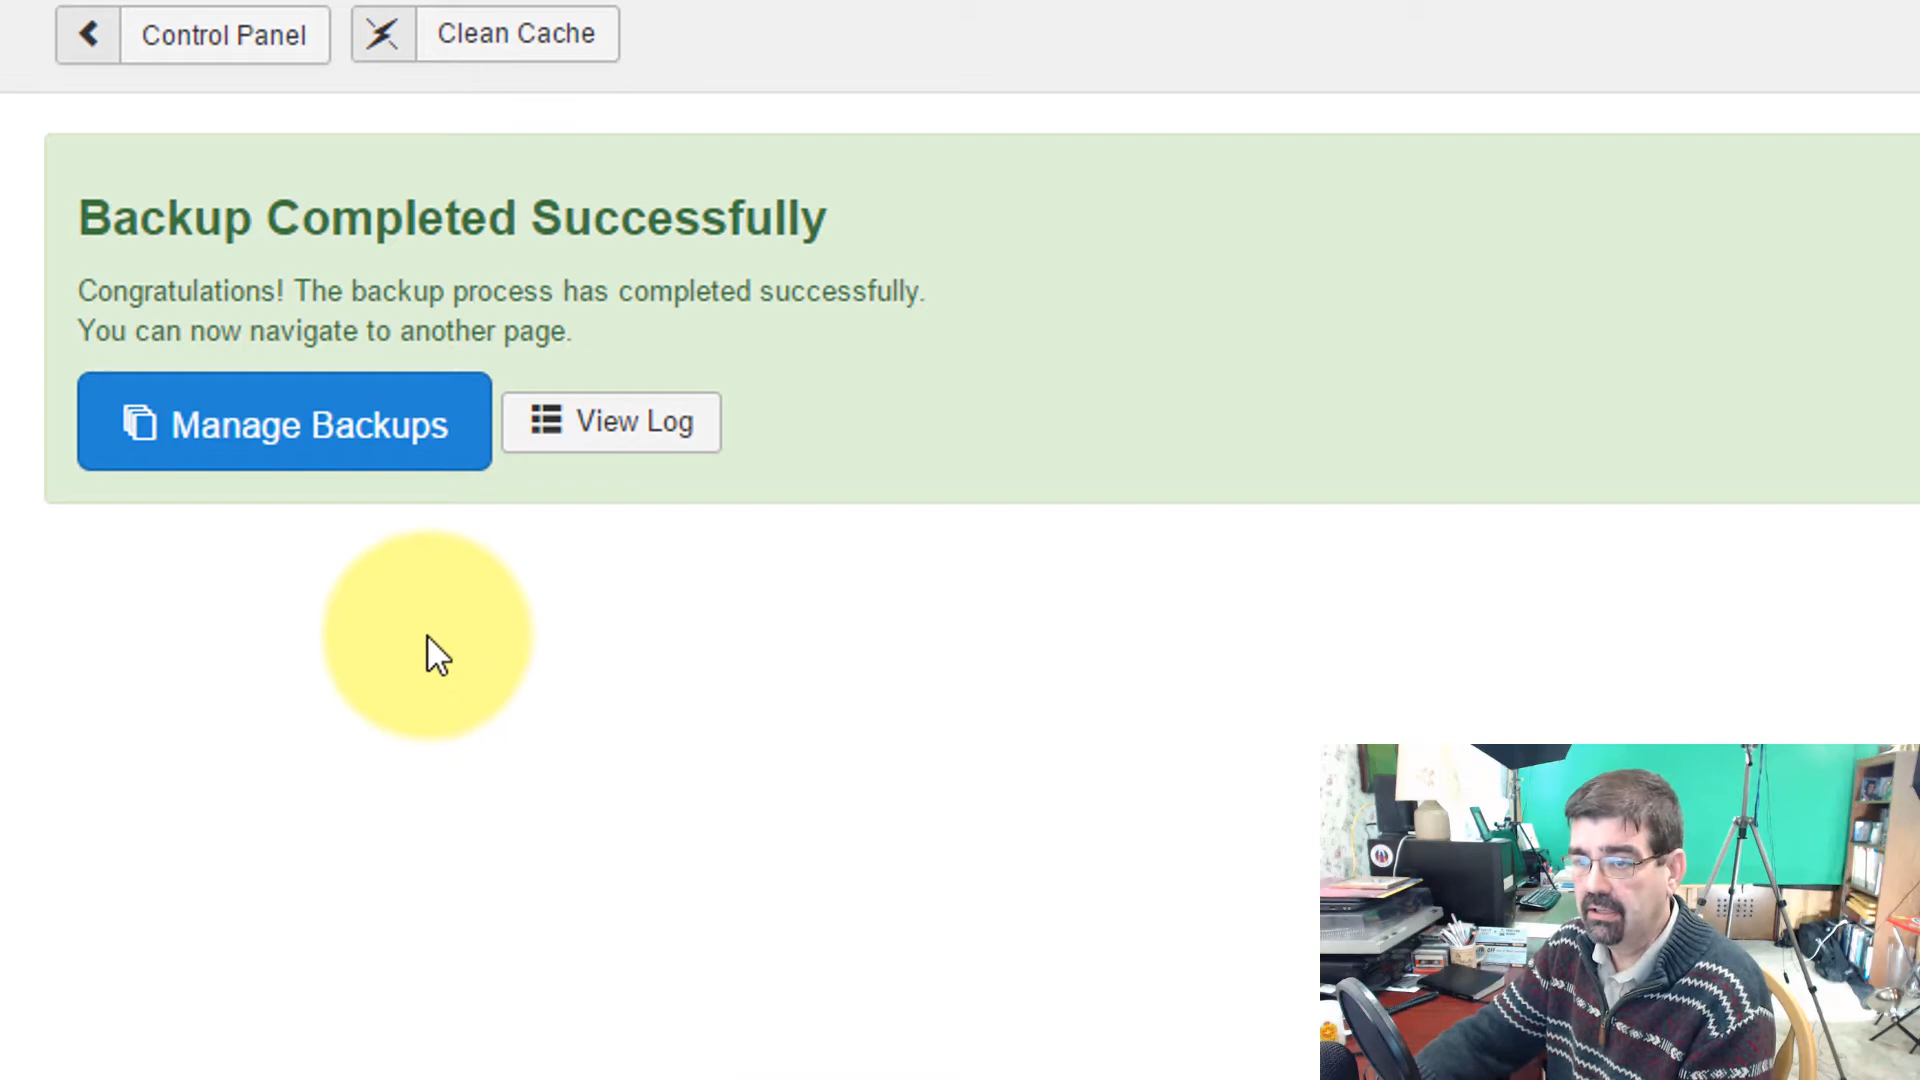 Control Panel
Clean Cache
Backup Completed Successfully
Congratulations! The backup process has completed successfully.
You can now navigate to another page.
Manage Backups
View Log